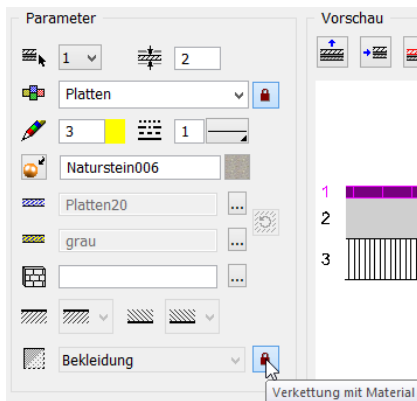 Parameter
Vorschau
1
2
Platten
3
1
Naturstein006
Platten20
...
grau
...
...
Bekleidung
1
2
3
Verkettung mit Material